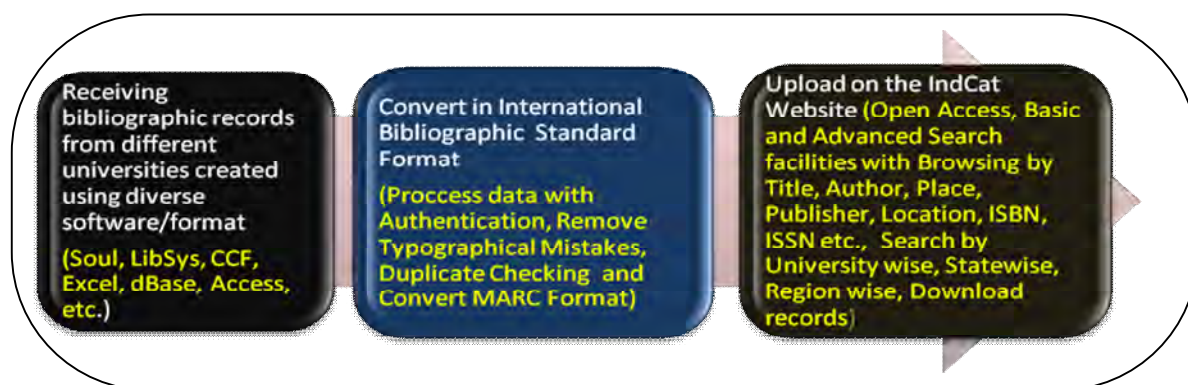 Receiving
bibliographic records
from different
universities created
using diverse
software/format
(Soul, LibSys, CCF,
Excel, dBase, Access,
etc.)
Convert in International
Bibliographic Standard
Format
(Proccess data with
Authentication, Remove
Typographical Mistakes,
Duplicate Checking and
Convert MARC Format)
Upload on the IndCat
Website (Open Access, Basic
and Advanced Search
facilities with Browsing by
Title, Author, Place,
Publisher, Location, ISBN,
ISSN etc., Search by
University wise, Statewise,
Region wise, Download
records)